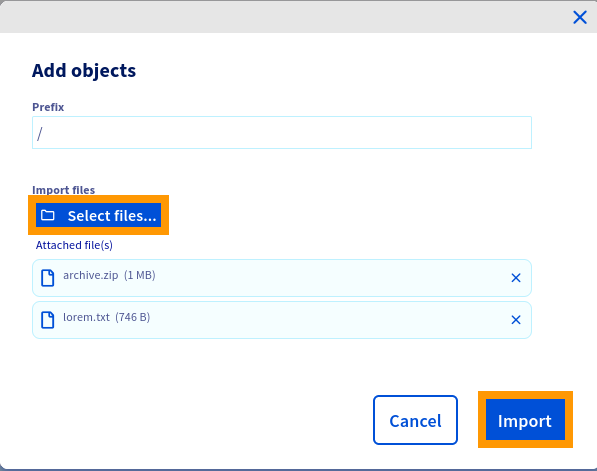 Add objects
Prefix
/
Import files
Select files...
Attached file(s)
archive.zip (1 MB)
lorem.txt (746 B)
Cancel Import